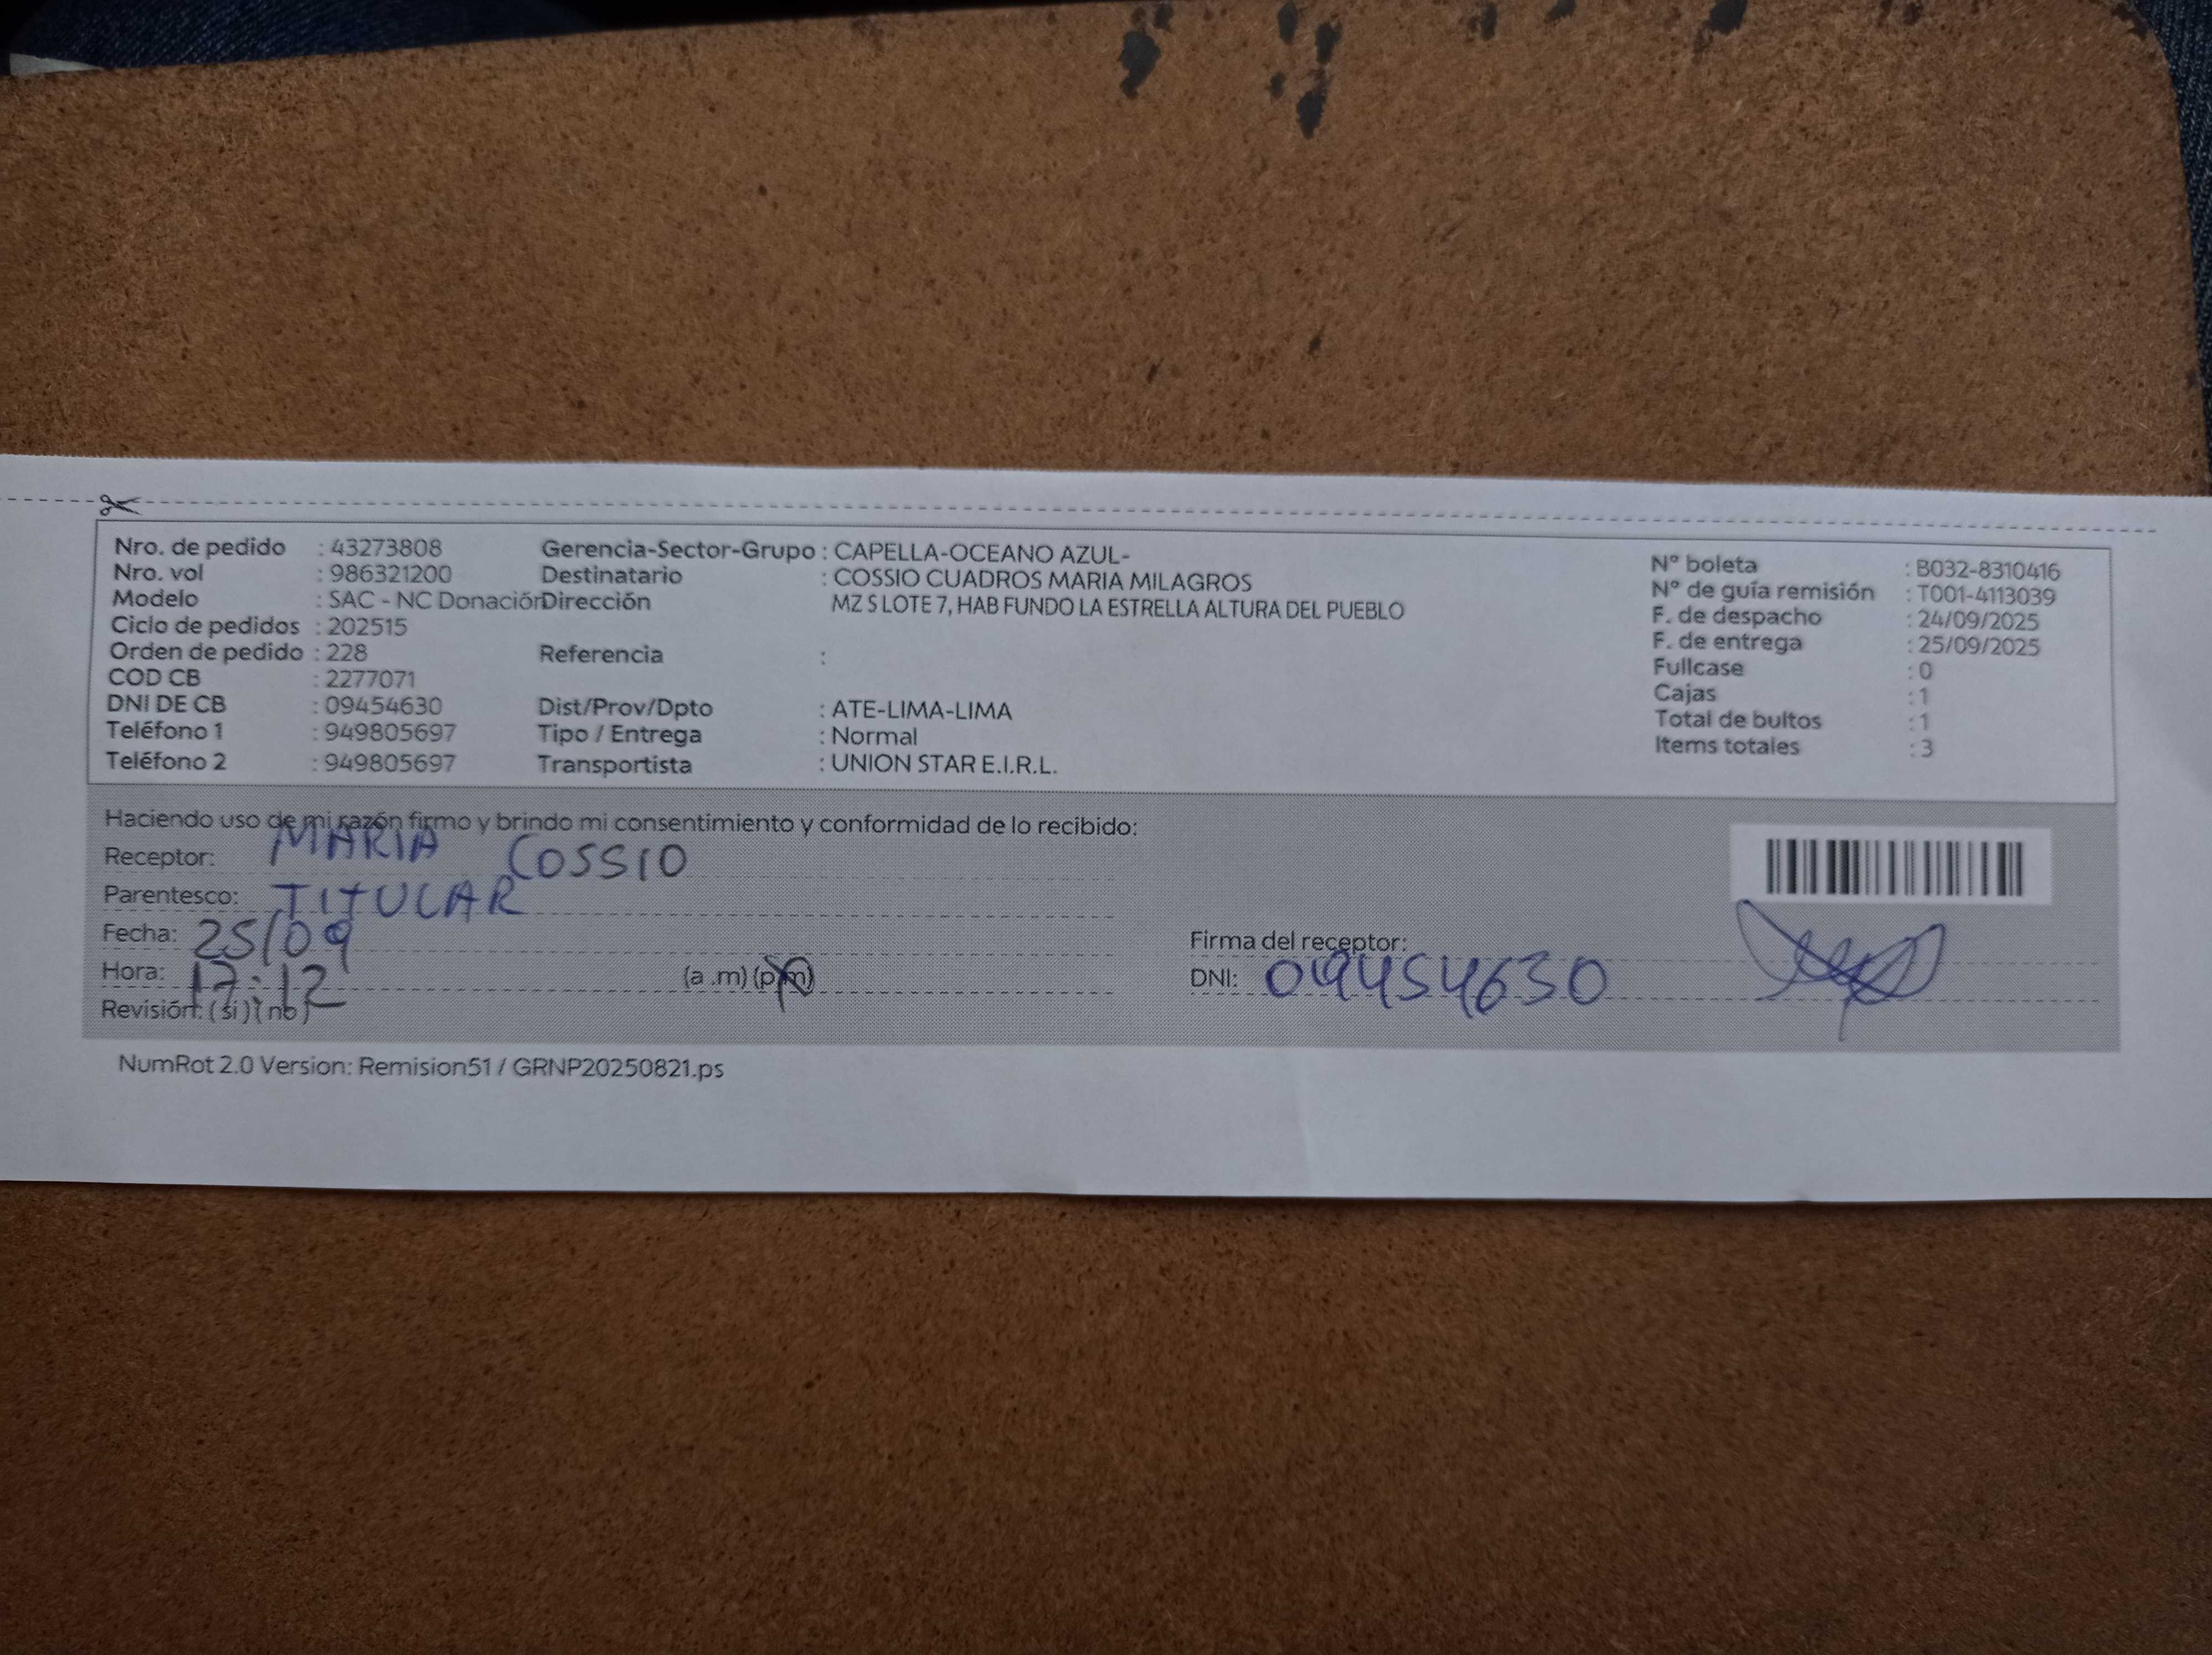 Nro. de pedido : 43273808 Gerencia-Sector-Grupo : CAPELLA-OCEANO AZUL- N° boleta : B032-8310416
Nro. vol : 986321200 Destinatario : COSSIO CUADROS MARIA MILAGROS N° de guía remisión : T001-4113039
Modelo : SAC - NC Donación Dirección MZ S LOTE 7, HAB FUNDO LA ESTRELLA ALTURA DEL PUEBLO F. de despacho : 24/09/2025
Ciclo de pedidos : 202515 F. de entrega : 25/09/2025
Orden de pedido : 228 Referencia : Fullcase : 0
COD CB : 2277071 Cajas : 1
DNI DE CB : 09454630 Dist/Prov/Dpto : ATE-LIMA-LIMA Total de bultos : 1
Teléfono 1 : 949805697 Tipo / Entrega : Normal Items totales : 3
Teléfono 2 : 949805697 Transportista : UNION STAR E.I.R.L.
Haciendo uso de mi razón firmo y brindo mi consentimiento y conformidad de lo recibido:
Receptor: MARIA COSSIO
Parentesco: TITULAR
Fecha: 25/09 Firma del receptor:
Hora: 17:12 (a .m) (p.m) DNI: 09454630
Revisión: ( si ) ( no )
NumRot 2.0 Version: Remision51 / GRNP20250821.ps